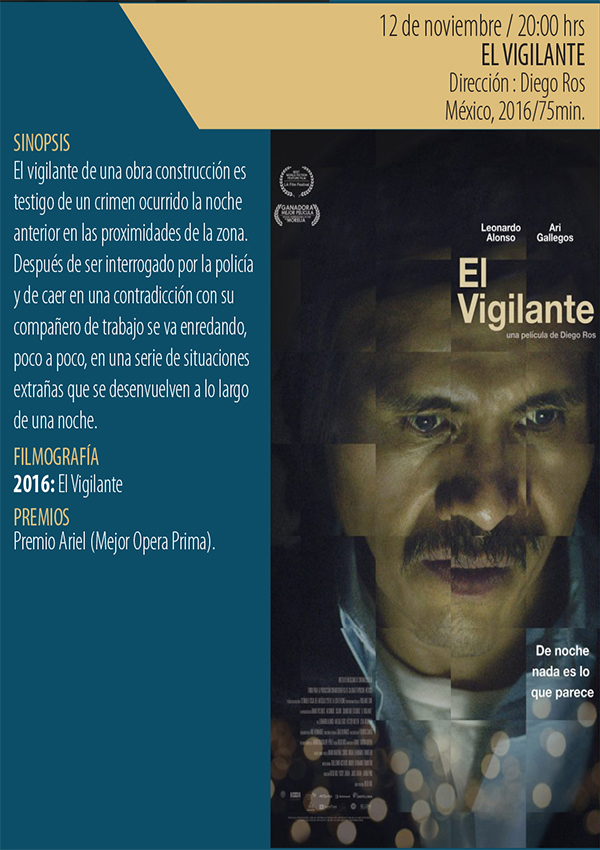 12 de noviembre / 20:00 hrs
EL VIGILANTE
Dirección : Diego Ros
México, 2016/75min.
SINOPSIS
El vigilante de una obra construcción es
testigo de un crimen ocurrido la noche
anterior en las proximidades de la zona.
Después de ser interrogado por la policía
y de caer en una contradicción con su
compañero de trabajo se va enredando,
poco a poco, en una serie de situaciones
extrañas que se desenvuelven a lo largo
de una noche.
FILMOGRAFÍA
2016: El Vigilante
PREMIOS
Premio Ariel (Mejor Opera Prima).
LA Film Festival
GANADORA
MEJOR PELÍCULA
MORELIA
Leonardo Alonso
Ari Gallegos
El
Vigilante
una película de Diego Ros
De noche
nada es lo
que parece